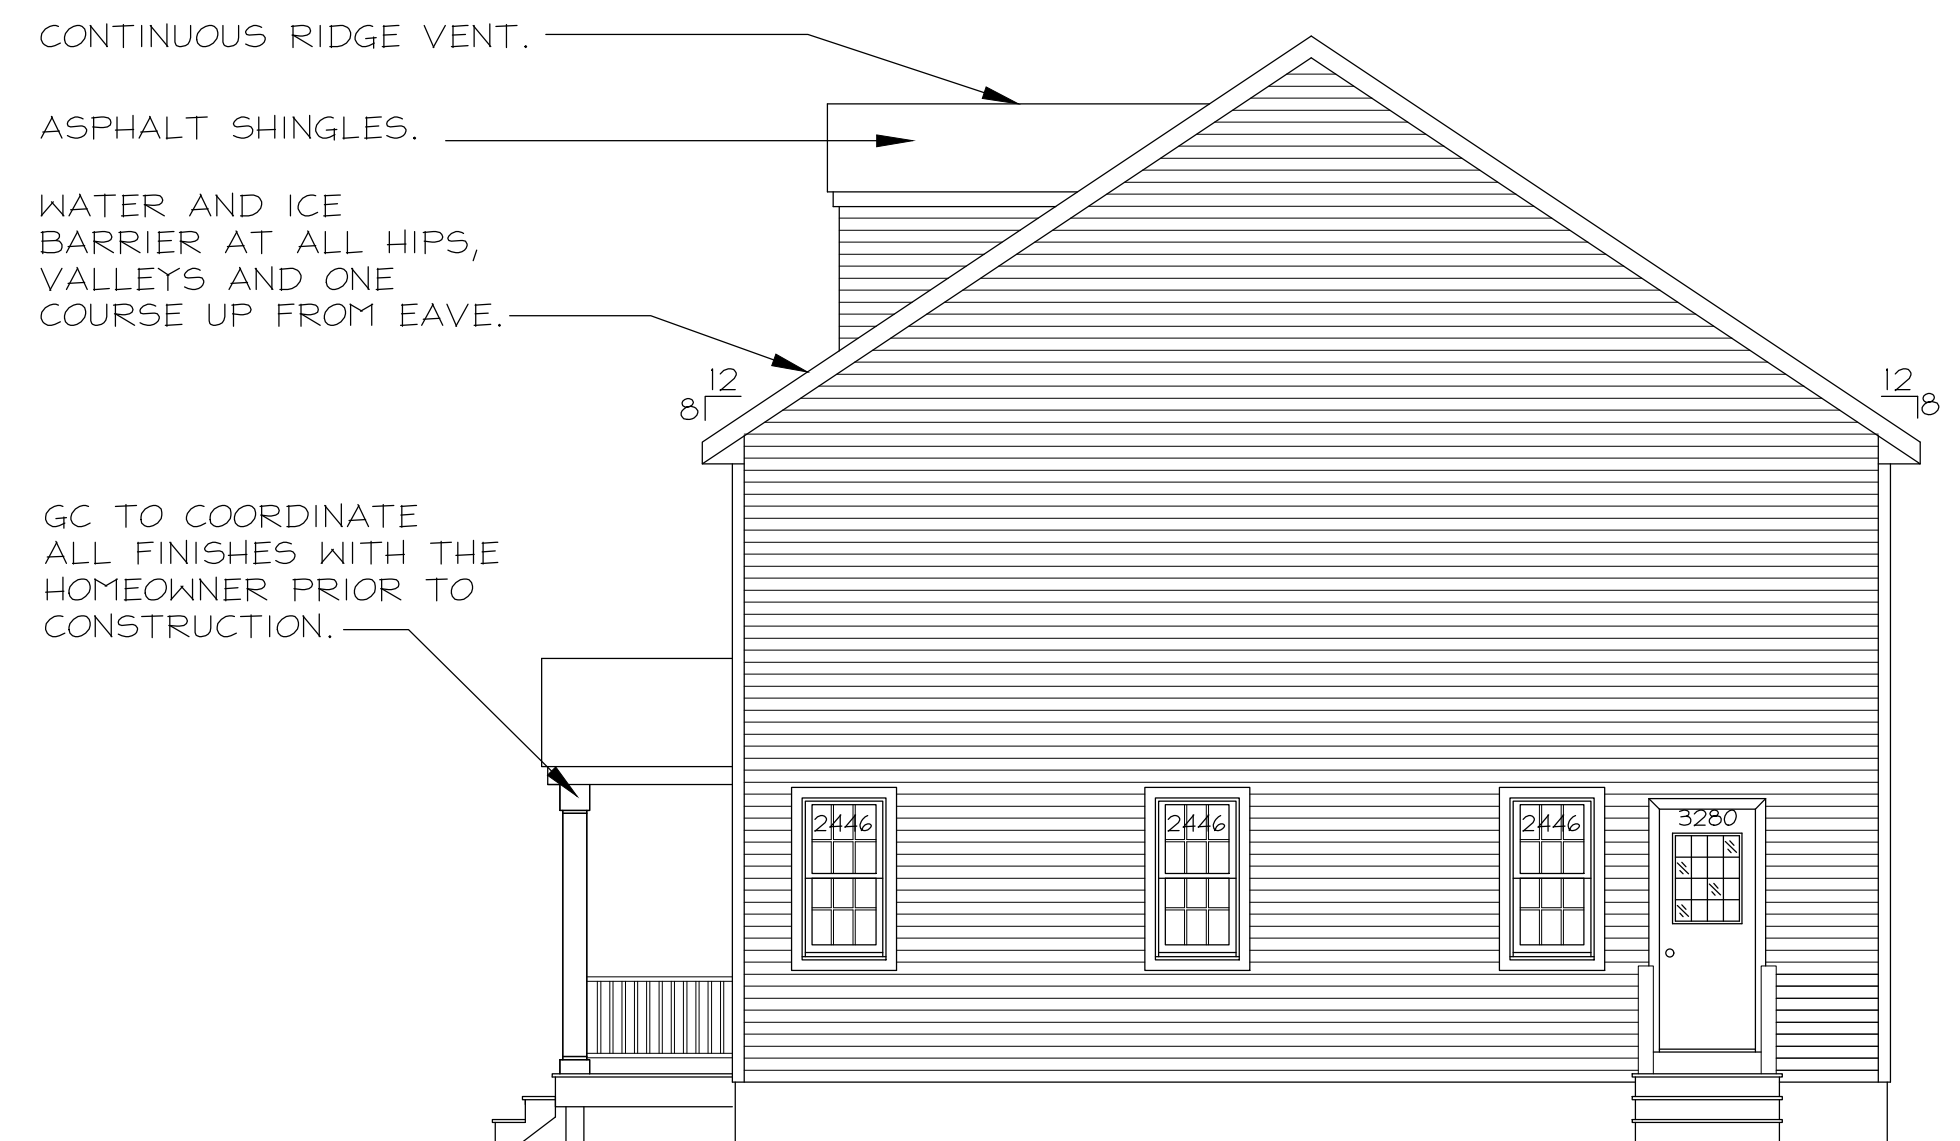 CONTINUOUS RIDGE VENT.
ASPHALT SHINGLES.
WATER AND ICE
BARRIER AT ALL HIPS,
VALLEYS AND ONE
COURSE UP FROM EAVE.
12
8
12
8
GC TO COORDINATE
ALL FINISHES WITH THE
HOMEOWNER PRIOR TO
CONSTRUCTION.
2446
2446
2446
3280